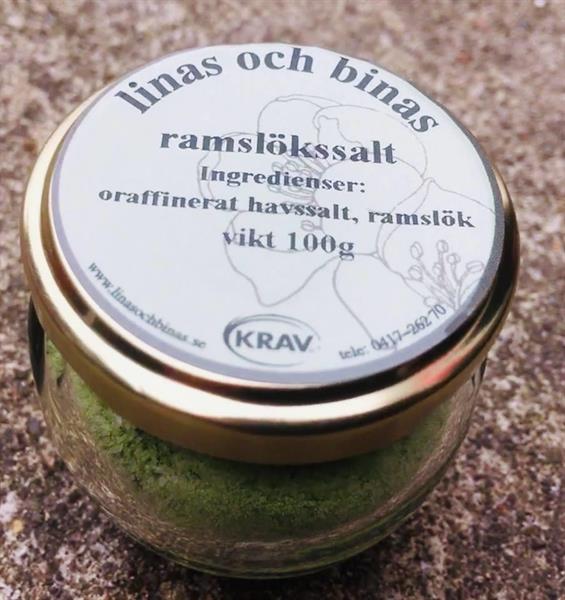 linas och binas
ramslökssalt
Ingredienser:
oraffinerat havssalt, ramslök
vikt 100g
www.linasochbinas.se
KRAV
tele: 0417-262 70